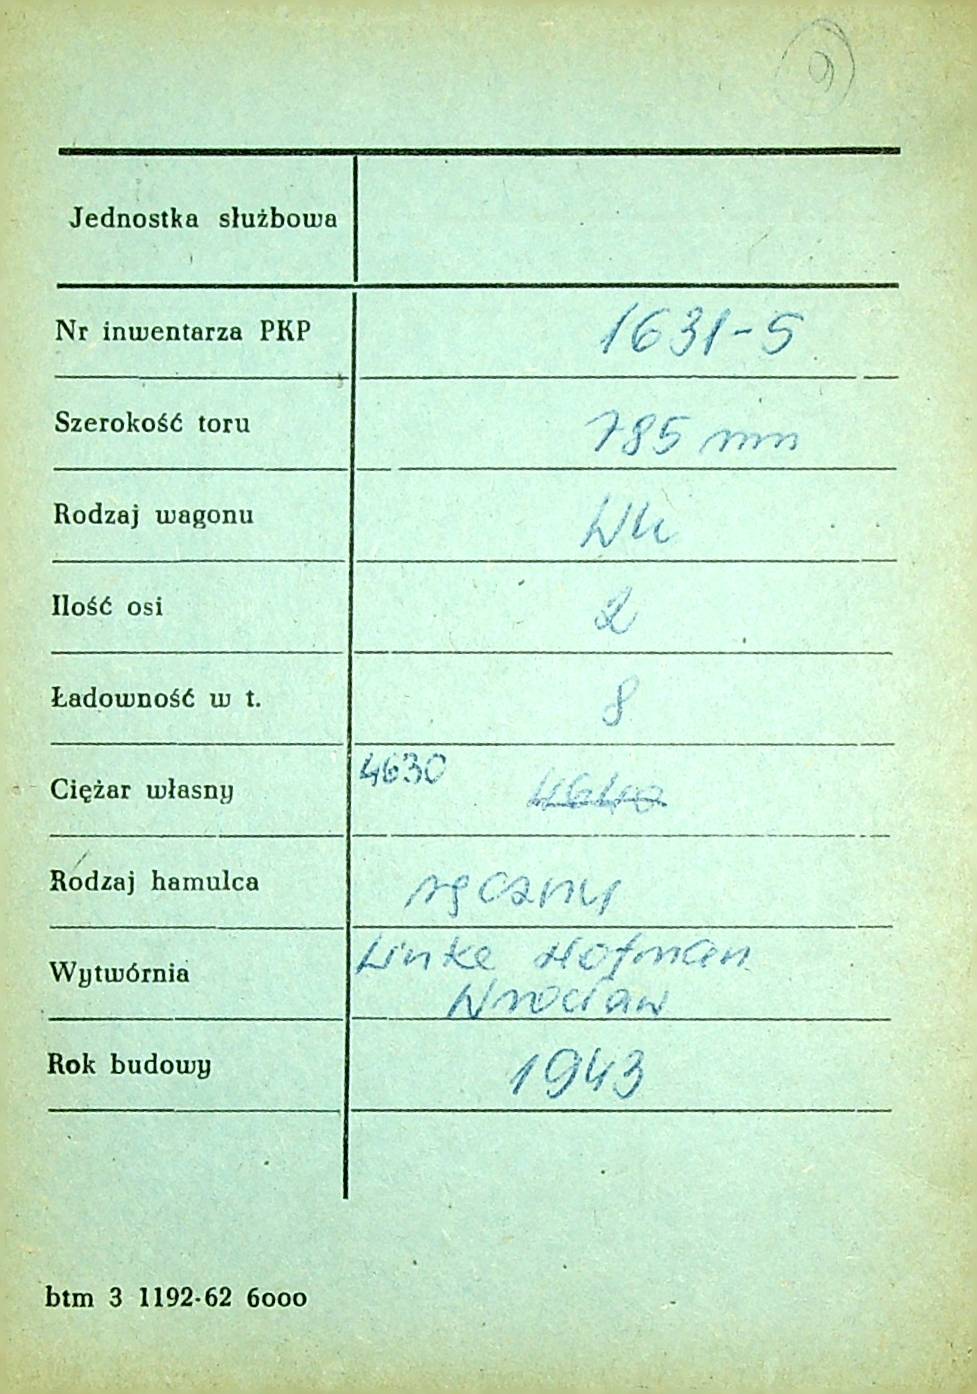 9
Jednostka służbowa
Nr inwentarza PKP 1631-5
Szerokość toru 785 mm
Rodzaj wagonu
Ilość osi 2
Ładowność w t. 8
Ciężar własny 4630 4640
Rodzaj hamulca ręczny
Wytwórnia Linke Hofman
Wrocław
Rok budowy 1943
btm 3 1192-62 6000